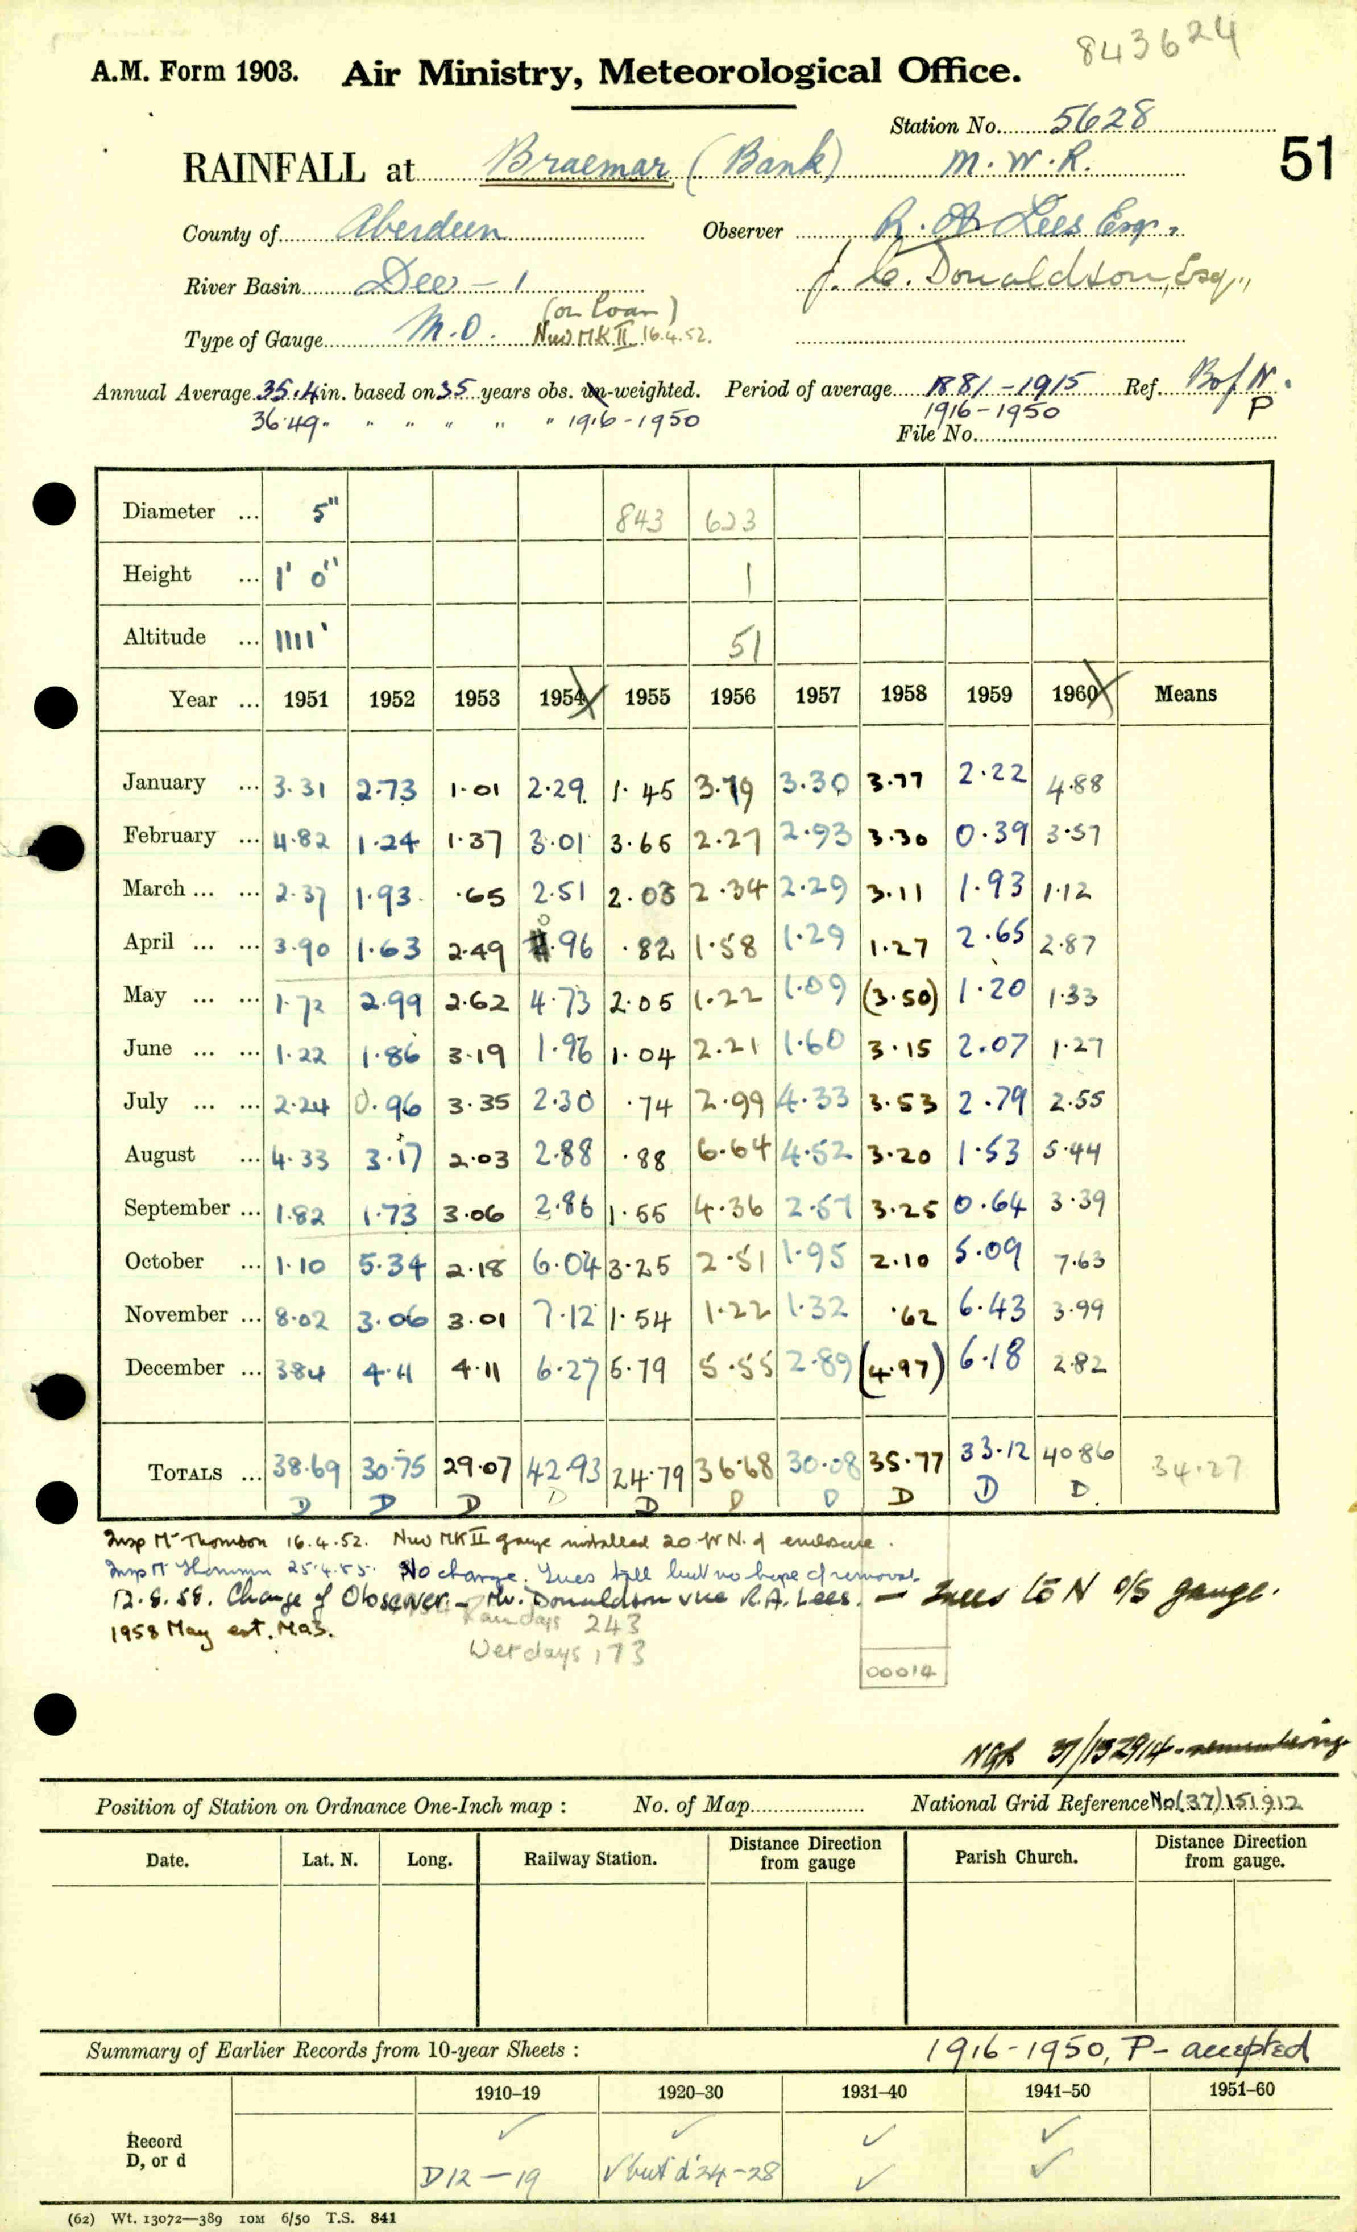 843624
A.M. Form 1903. Air Ministry, Meteorological Office.
Station No. 5628
RAINFALL at Braemar (Bank) M.W.R. 51
County of Aberdeen Observer R. A. Lees Esq.
River Basin Dee - 1 J. C. Donaldson, Esq.,
(on loan)
Type of Gauge M.O. New MK II 16.4.52.
Annual Average 35.4 in. based on 35 years obs. un-weighted. Period of average 1881-1915 Ref. B of N.
36.49 " " " " " " 1916-1950 1916-1950 P
File No.
Diameter ... 5" 843 623
Height ... 1' 0" 1
Altitude ... 1111' 51
Year ... 1951 1952 1953 1954 X 1955 1956 1957 1958 1959 1960 X Means
January ... 3.31 2.73 1.01 2.29 1.45 3.79 3.30 3.77 2.22 4.88
February ... 4.82 1.24 1.37 3.01 3.65 2.27 2.93 3.30 0.39 3.57
March ... ... 2.37 1.93 .65 2.51 2.03 2.34 2.29 3.11 1.93 1.12
April ... ... 3.90 1.63 2.49 0.96 .82 1.58 1.29 1.27 2.65 2.87
May ... ... 1.72 2.99 2.62 4.73 2.05 1.22 1.09 (3.50) 1.20 1.33
June ... ... 1.22 1.86 3.19 1.96 1.04 2.21 1.60 3.15 2.07 1.27
July ... ... 2.24 0.96 3.35 2.30 .74 2.99 4.33 3.53 2.79 2.55
August ... 4.33 3.17 2.03 2.88 .88 6.64 4.52 3.20 1.53 5.44
September ... 1.82 1.73 3.06 2.86 1.55 4.36 2.57 3.25 0.64 3.39
October ... 1.10 5.34 2.18 6.04 3.25 2.51 1.95 2.10 5.09 7.63
November ... 8.02 3.06 3.01 7.12 1.54 1.22 1.32 .62 6.43 3.99
December ... 3.84 4.11 4.11 6.27 5.79 5.55 2.89 (4.97) 6.18 2.82
TOTALS ... 38.69 30.75 29.07 42.93 24.79 36.68 30.08 35.77 33.12 40.86 34.27
D D D D D D D D D D
Insp Mr Thomson 16.4.52. New MK II gauge installed 20 ft N. of enclosure.
Insp Mr Thomson 25.4.55. No change. Trees tall but no hope of removal.
12.8.58. Change of Observer - Mr. Donaldson vice R.A. Lees. - Trees to N o/s gauge.
Raindays 243
1958 May est. MO3.
Wetdays 173
00014
NGR 37/152914
Position of Station on Ordnance One-Inch map : No. of Map National Grid Reference No(37)151912
Date. Lat. N. Long. Railway Station. Distance Direction from gauge Parish Church. Distance Direction from gauge.
Summary of Earlier Records from 10-year Sheets : 1916-1950, P - accepted
1910-19 1920-30 1931-40 1941-50 1951-60
Record ✓ ✓ ✓ ✓
D, or d D12 - 19 ✓ but d '24-28 ✓ ✓
(62) Wt. 13072—389 10M 6/50 T.S. 841